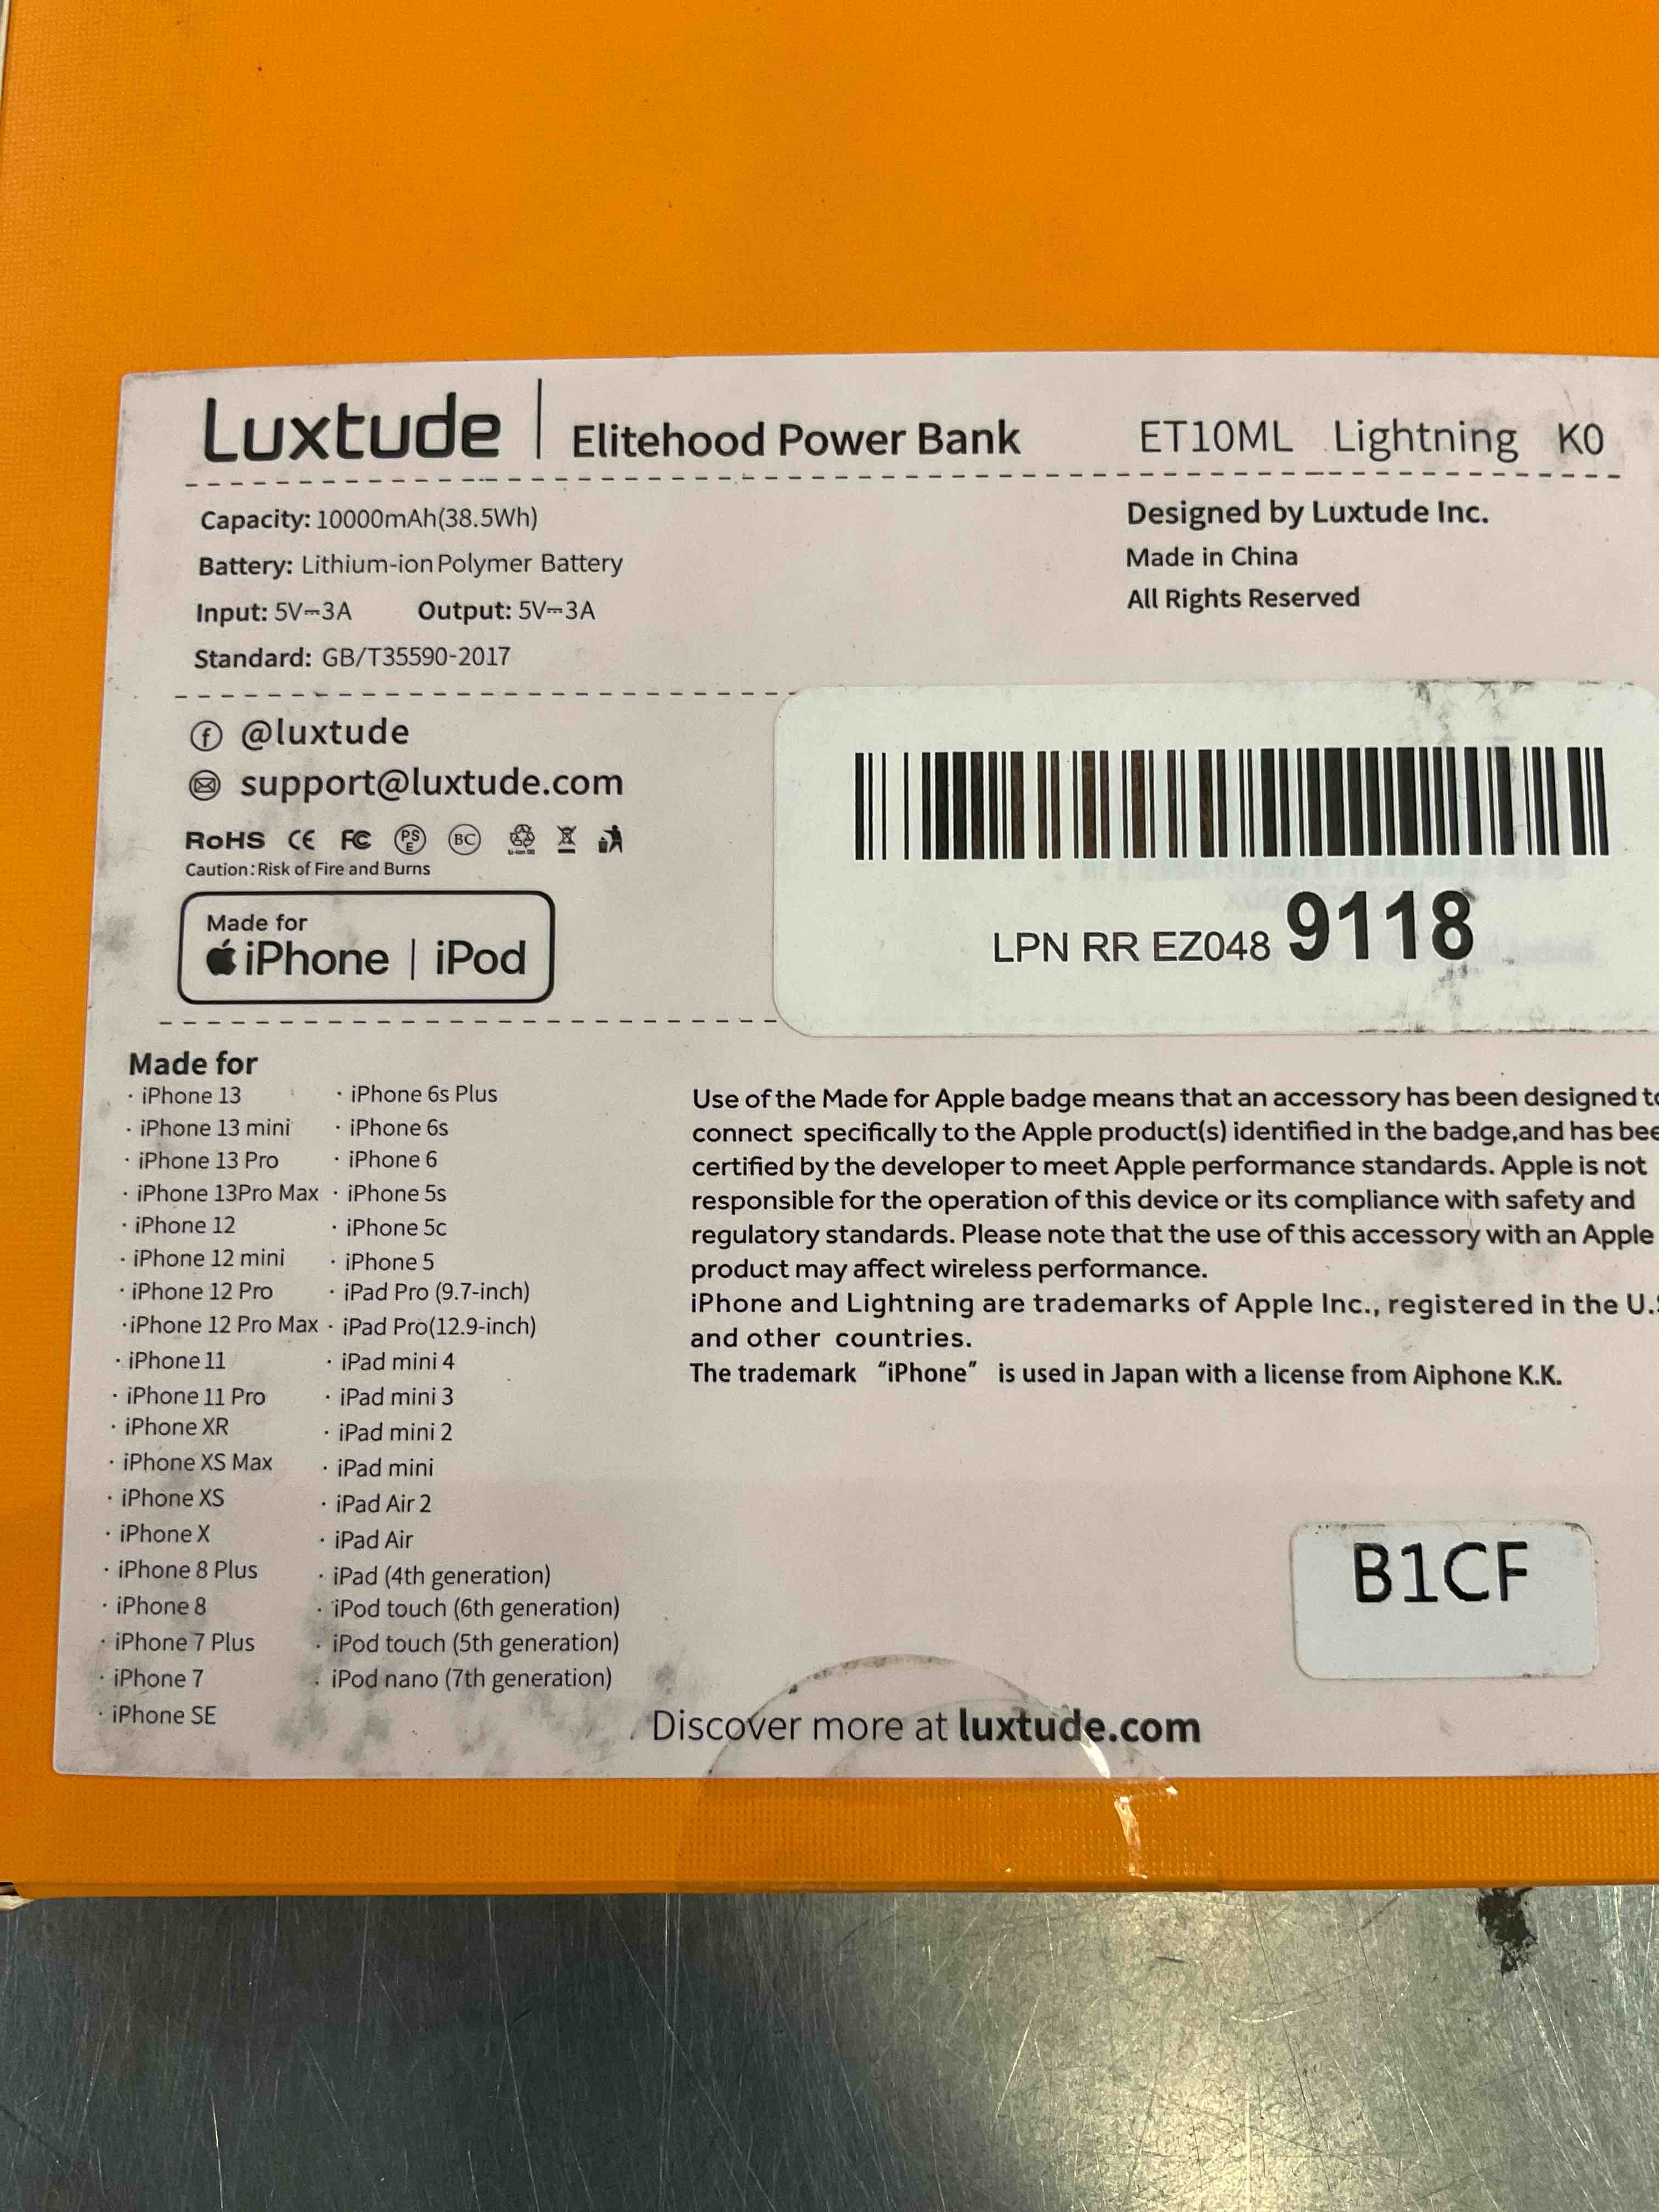 Luxtude | Elitehood Power Bank ET10ML Lightning K0
Capacity: 10000mAh(38.5Wh)
Battery: Lithium-ion Polymer Battery
Input: 5V⎓3A Output: 5V⎓3A
Standard: GB/T35590-2017
Designed by Luxtude Inc.
Made in China
All Rights Reserved
@luxtude
support@luxtude.com
RoHS CE FC PSE BC
Caution:Risk of Fire and Burns
Made for
iPhone | iPod
LPN RR EZ048 9118
Made for
· iPhone 13
· iPhone 13 mini
· iPhone 13 Pro
· iPhone 13Pro Max
· iPhone 12
· iPhone 12 mini
· iPhone 12 Pro
·iPhone 12 Pro Max
· iPhone 11
· iPhone 11 Pro
· iPhone XR
· iPhone XS Max
· iPhone XS
· iPhone X
· iPhone 8 Plus
· iPhone 8
· iPhone 7 Plus
· iPhone 7
· iPhone SE
· iPhone 6s Plus
· iPhone 6s
· iPhone 6
· iPhone 5s
· iPhone 5c
· iPhone 5
· iPad Pro (9.7-inch)
· iPad Pro(12.9-inch)
· iPad mini 4
· iPad mini 3
· iPad mini 2
· iPad mini
· iPad Air 2
· iPad Air
· iPad (4th generation)
· iPod touch (6th generation)
· iPod touch (5th generation)
· iPod nano (7th generation)
Use of the Made for Apple badge means that an accessory has been designed
connect specifically to the Apple product(s) identified in the badge,and has
certified by the developer to meet Apple performance standards. Apple is not
responsible for the operation of this device or its compliance with safety and
regulatory standards. Please note that the use of this accessory with an Apple
product may affect wireless performance.
iPhone and Lightning are trademarks of Apple Inc., registered in the
and other countries.
The trademark “iPhone” is used in Japan with a license from Aiphone K.K.
B1CF
Discover more at luxtude.com